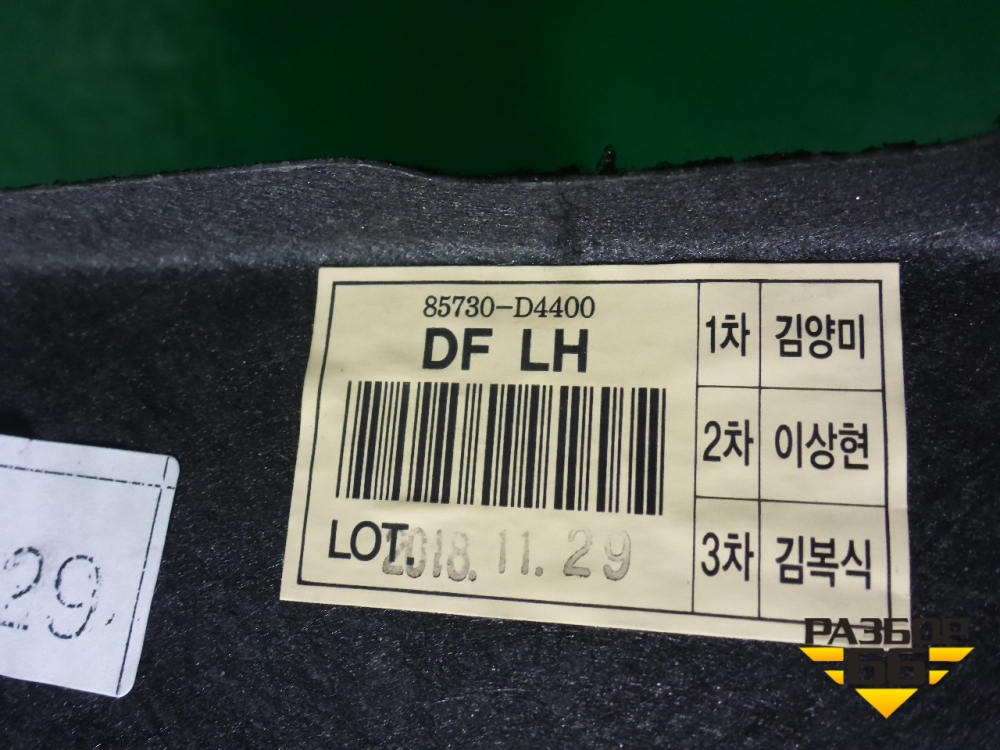 85730-D4400
DF LH
LOT. 2018. 11. 29
1차 김양미
2차 이상현
3차 김복식
29
РАЗБОР
66